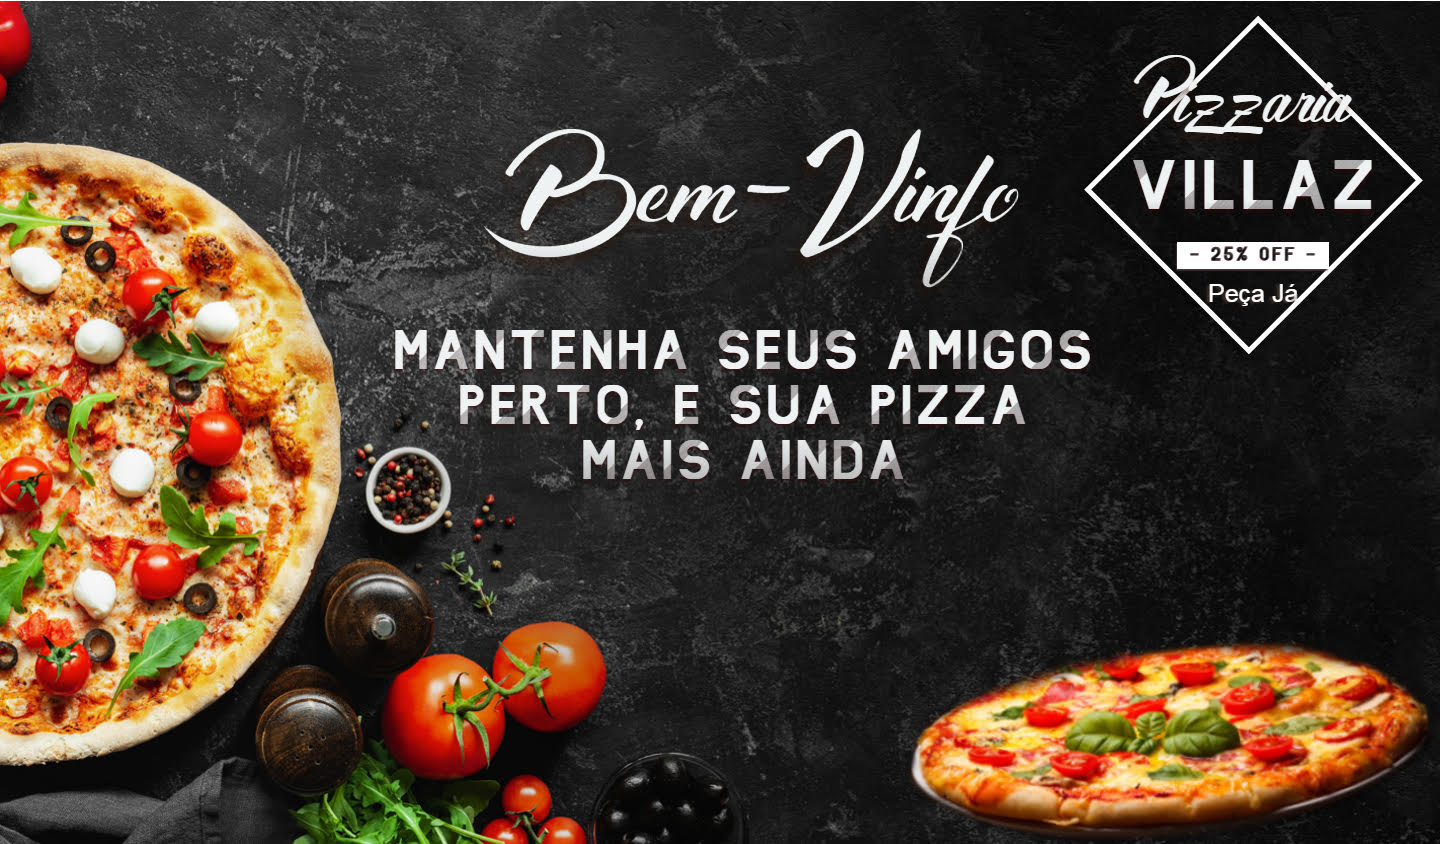 Pizzaria
VILLAZ
- 25% OFF -
Peça Já
Bem-Vinfo
MANTENHA SEUS AMIGOS
PERTO, E SUA PIZZA
MAIS AINDA